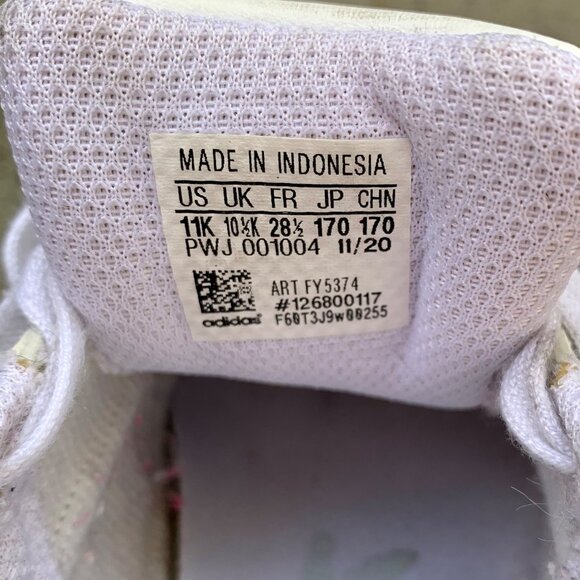 MADE IN INDONESIA
US UK FR JP CHN
11K 10½K 28½ 170 170
PWJ 001004 11/20
ART FY5374
#126800117
adidas F60T3J9w00255